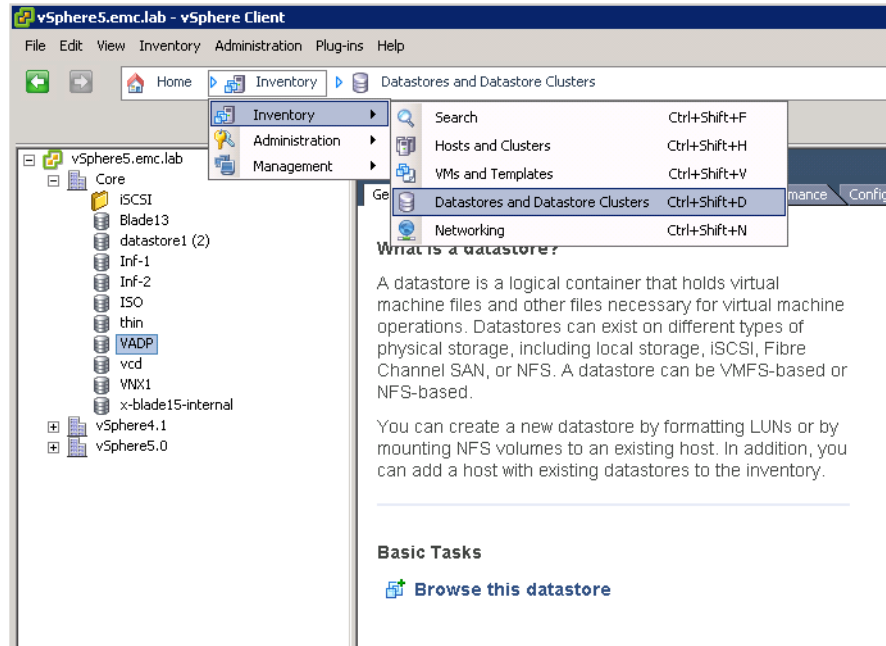 vSphere5.emc.lab - vSphere Client
File Edit View Inventory Administration Plug-ins Help
Home Inventory Datastores and Datastore Clusters
Inventory
Administration
Management
Search Ctrl+Shift+F
Hosts and Clusters Ctrl+Shift+H
VMs and Templates Ctrl+Shift+V
Datastores and Datastore Clusters Ctrl+Shift+D
Networking Ctrl+Shift+N
vSphere5.emc.lab
Core
iSCSI
Blade13
datastore1 (2)
Inf-1
Inf-2
ISO
thin
VADP
vcd
VNX1
x-blade15-internal
vSphere4.1
vSphere5.0
Ge mance Config
What is a datastore?
A datastore is a logical container that holds virtual
machine files and other files necessary for virtual machine
operations. Datastores can exist on different types of
physical storage, including local storage, iSCSI, Fibre
Channel SAN, or NFS. A datastore can be VMFS-based or
NFS-based.
You can create a new datastore by formatting LUNs or by
mounting NFS volumes to an existing host. In addition, you
can add a host with existing datastores to the inventory.
Basic Tasks
Browse this datastore